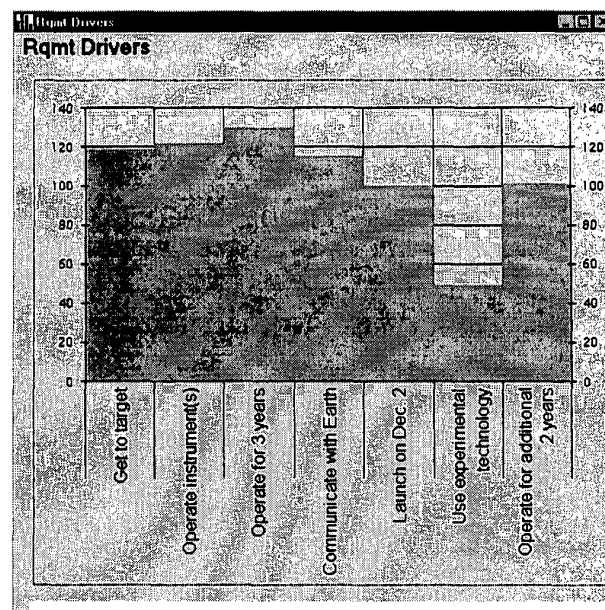 Rqmt Drivers
Rqmt Drivers
140
120
100
80
60
40
20
0
140
120
100
80
60
40
20
0
Get to target
Operate instrument(s)
Operate for 3 years
Communicate with Earth
Launch on Dec. 2
Use experimental
technology
Operate for additional
2 years